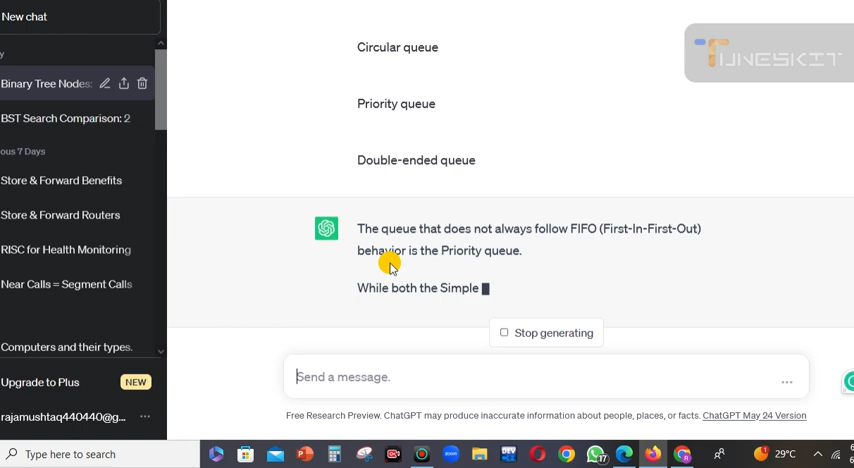 New chat
y
Binary Tree Nodes:
BST Search Comparison: 2
ous 7 Days
Store & Forward Benefits
Store & Forward Routers
RISC for Health Monitoring
Near Calls = Segment Calls
Computers and their types.
Upgrade to Plus NEW
rajamushtaq440440@g...
TUNESKIT
Circular queue
Priority queue
Double-ended queue
The queue that does not always follow FIFO (First-In-First-Out)
behavior is the Priority queue.
While both the Simple
Stop generating
Send a message.
Free Research Preview. ChatGPT may produce inaccurate information about people, places, or facts. ChatGPT May 24 Version
Type here to search
zoom
DEV
17
29°C